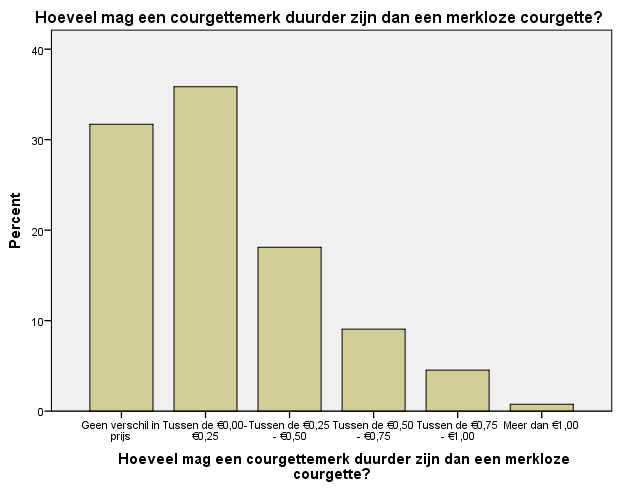 Hoeveel mag een courgettemerk duurder zijn dan een merkloze courgette?
Percent
40
30
20
10
0
Geen verschil in prijs
Tussen de €0,00-€0,25
Tussen de €0,25 - €0,50
Tussen de €0,50 - €0,75
Tussen de €0,75 - €1,00
Meer dan €1,00
Hoeveel mag een courgettemerk duurder zijn dan een merkloze
courgette?